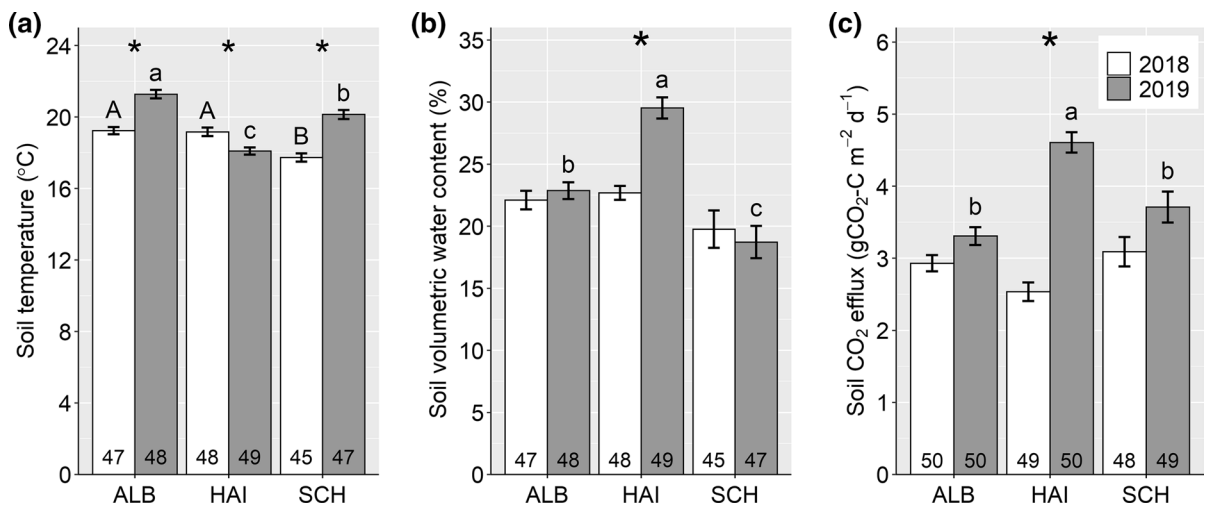 (a)
Soil temperature (°C)
24
20
16
12
8
4
0
* * *
A a A c B b
47 48 48 49 45 47
ALB HAI SCH
(b)
Soil volumetric water content (%)
35
30
25
20
15
10
5
0
*
b a c
47 48 48 49 45 47
ALB HAI SCH
(c)
Soil CO₂ efflux (gCO₂-C m⁻² d⁻¹)
6
5
4
3
2
1
0
*
2018
2019
b a b
50 50 49 50 48 49
ALB HAI SCH